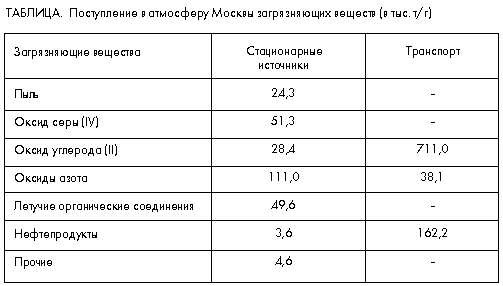 ТАБЛИЦА. Поступление в атмосферу Москвы загрязняющих веществ (в тыс. т/г)
Загрязняющие вещества Стационарные источники Транспорт
Пыль 24,3 –
Оксид серы (IV) 51,3 –
Оксид углерода (II) 28,4 711,0
Оксиды азота 111,0 38,1
Летучие органические соединения 49,6 –
Нефтепродукты 3,6 162,2
Прочие 4,6 –